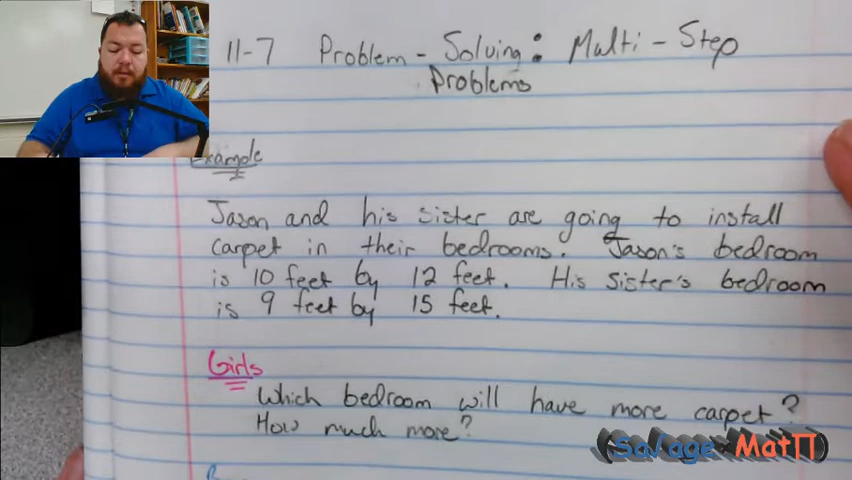 11-7 Problem - Solving: Multi - Step
Problems
Example
Jason and his sister are going to install
carpet in their bedrooms. Jason's bedroom
is 10 feet by 12 feet. His sister's bedroom
is 9 feet by 15 feet.
Girls
Which bedroom will have more carpet?
How much more?
Savage MatΠ